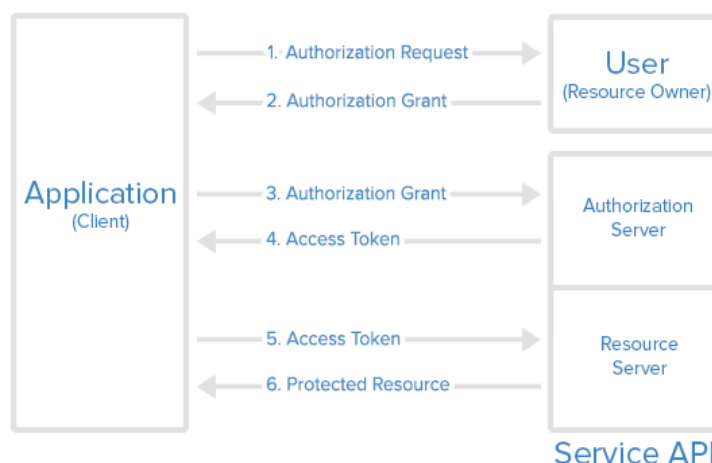 1. Authorization Request
User
(Resource Owner)
2. Authorization Grant
Application
(Client)
3. Authorization Grant
Authorization
Server
4. Access Token
5. Access Token
Resource
Server
6. Protected Resource
Service API